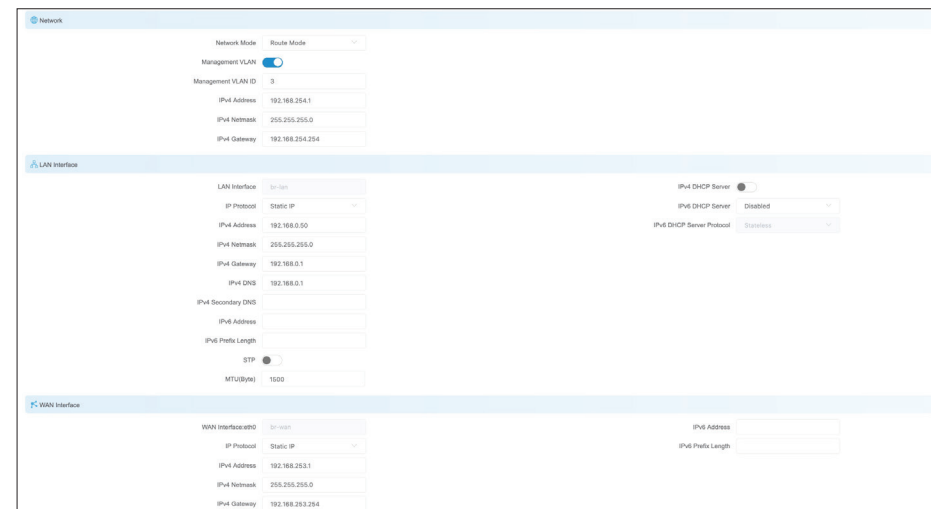 Network
Network Mode Route Mode
Management VLAN
Management VLAN ID 3
IPv4 Address 192.168.254.1
IPv4 Netmask 255.255.255.0
IPv4 Gateway 192.168.254.254
LAN Interface
LAN Interface br-lan IPv4 DHCP Server
IP Protocol Static IP IPv6 DHCP Server Disabled
IPv4 Address 192.168.0.50 IPv6 DHCP Server Protocol Stateless
IPv4 Netmask 255.255.255.0
IPv4 Gateway 192.168.0.1
IPv4 DNS 192.168.0.1
IPv4 Secondary DNS
IPv6 Address
IPv6 Prefix Length
STP
MTU(Byte) 1500
WAN Interface
WAN Interface:eth0 br-wan IPv6 Address
IP Protocol Static IP IPv6 Prefix Length
IPv4 Address 192.168.253.1
IPv4 Netmask 255.255.255.0
IPv4 Gateway 192.168.253.254